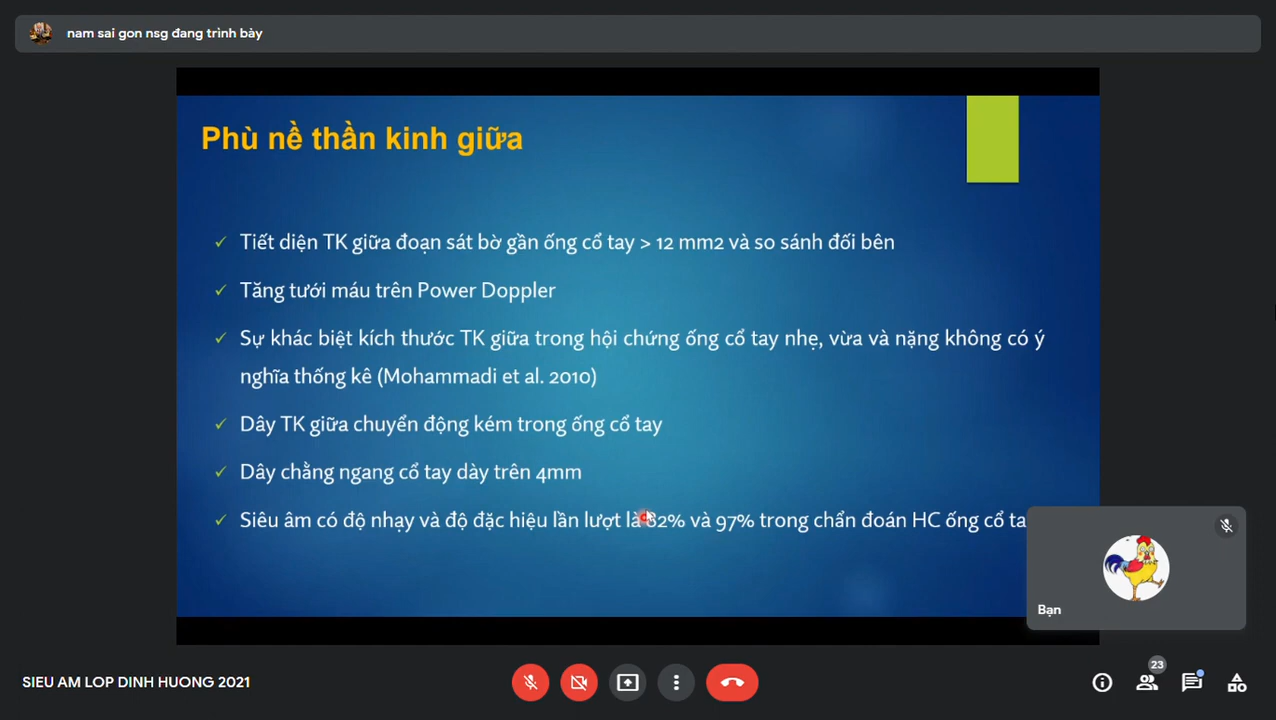 nam sai gon nsg đang trình bày
Phù nề thần kinh giữa
✓ Tiết diện TK giữa đoạn sát bờ gần ống cổ tay > 12 mm2 và so sánh đối bên
✓ Tăng tưới máu trên Power Doppler
✓ Sự khác biệt kích thước TK giữa trong hội chứng ống cổ tay nhẹ, vừa và nặng không có ý
nghĩa thống kê (Mohammadi et al. 2010)
✓ Dây TK giữa chuyển động kém trong ống cổ tay
✓ Dây chằng ngang cổ tay dày trên 4mm
✓ Siêu âm có độ nhạy và độ đặc hiệu lần lượt là 82% và 97% trong chẩn đoán HC ống cổ
Bạn
SIEU AM LOP DINH HUONG 2021
23